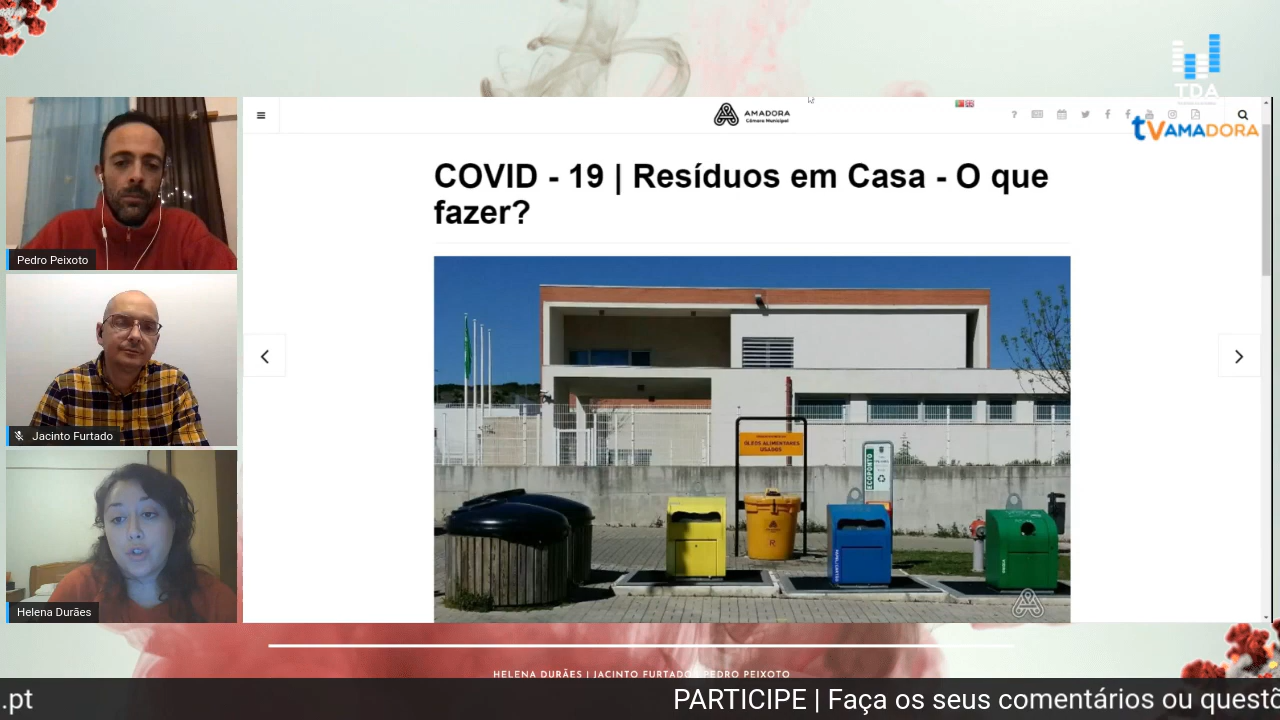 TDA
tVAMADORA
AMADORA
Câmara Municipal
COVID - 19 | Resíduos em Casa - O que
fazer?
ÓLEOS ALIMENTARES
USADOS
ECOPONTO
Pedro Peixoto
Jacinto Furtado
Helena Durães
HELENA DURÃES | JACINTO FURTADO PEDRO PEIXOTO
.pt
PARTICIPE | Faça os seus comentários ou questõ